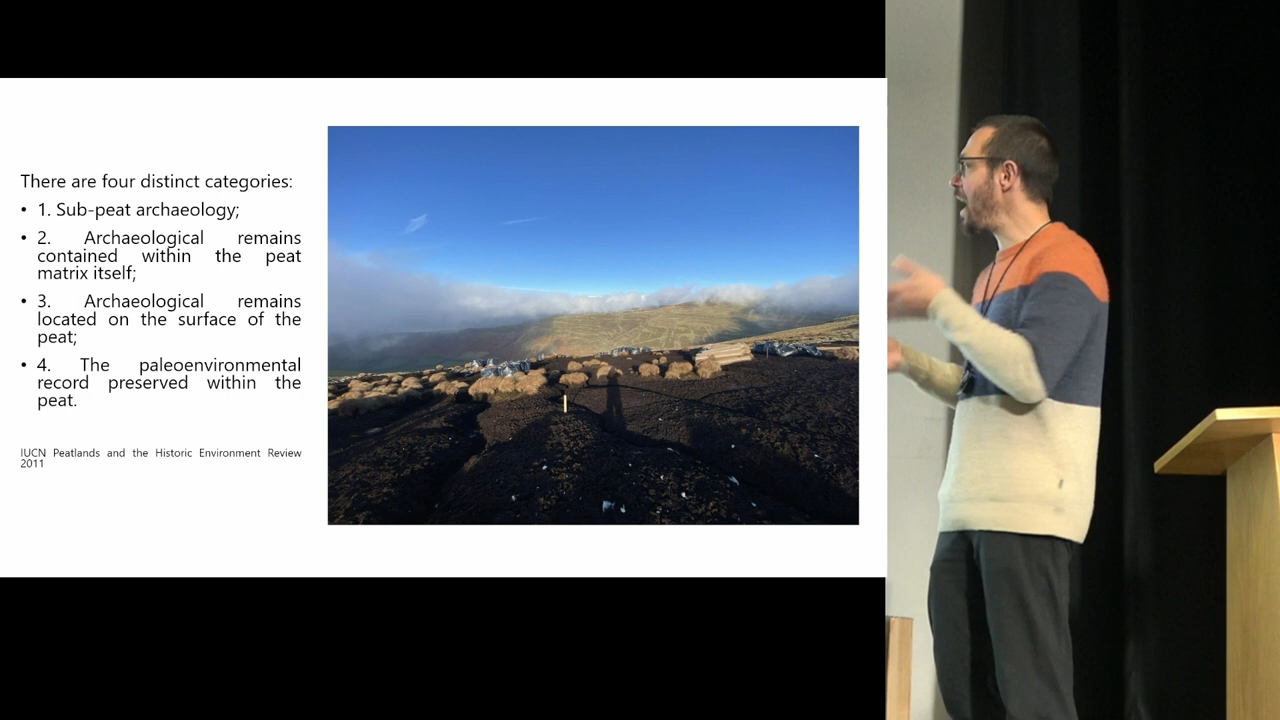 There are four distinct categories:
• 1. Sub-peat archaeology;
• 2. Archaeological remains
contained within the peat
matrix itself;
• 3. Archaeological remains
located on the surface of the
peat;
• 4. The paleoenvironmental
record preserved within the
peat.
IUCN Peatlands and the Historic Environment Review
2011